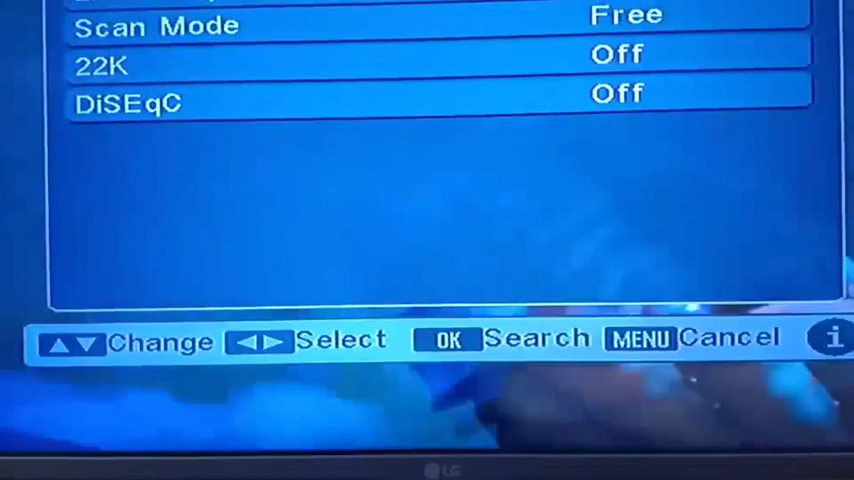 Scan Mode Free
22K Off
DiSEqC Off
Change Select OK Search MENU Cancel i
LG